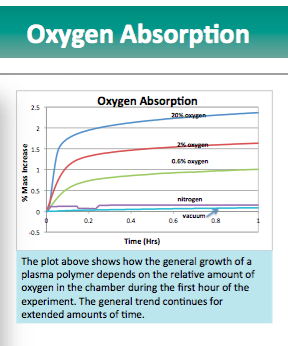 Oxygen Absorption
Oxygen Absorption
2.5
2
1.5
1
0.5
0
-0.5
% Mass Increase
20% oxygen
2% oxygen
0.6% oxygen
nitrogen
vacuum
0.2
0.4
0.6
0.8
1
Time (Hrs)
The plot above shows how the general growth of a
plasma polymer depends on the relative amount of
oxygen in the chamber during the first hour of the
experiment. The general trend continues for
extended amounts of time.